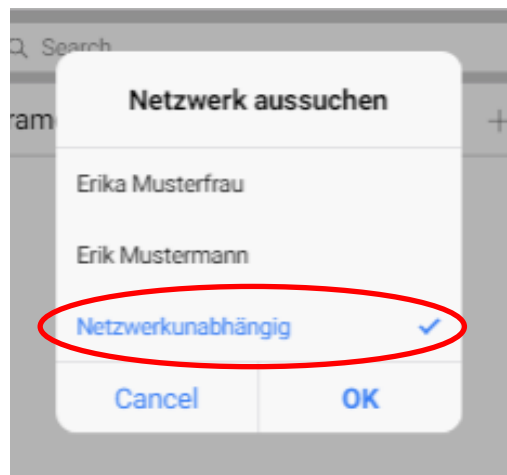 Search
Netzwerk aussuchen
Erika Musterfrau
Erik Mustermann
Netzwerkunabhängig
Cancel OK